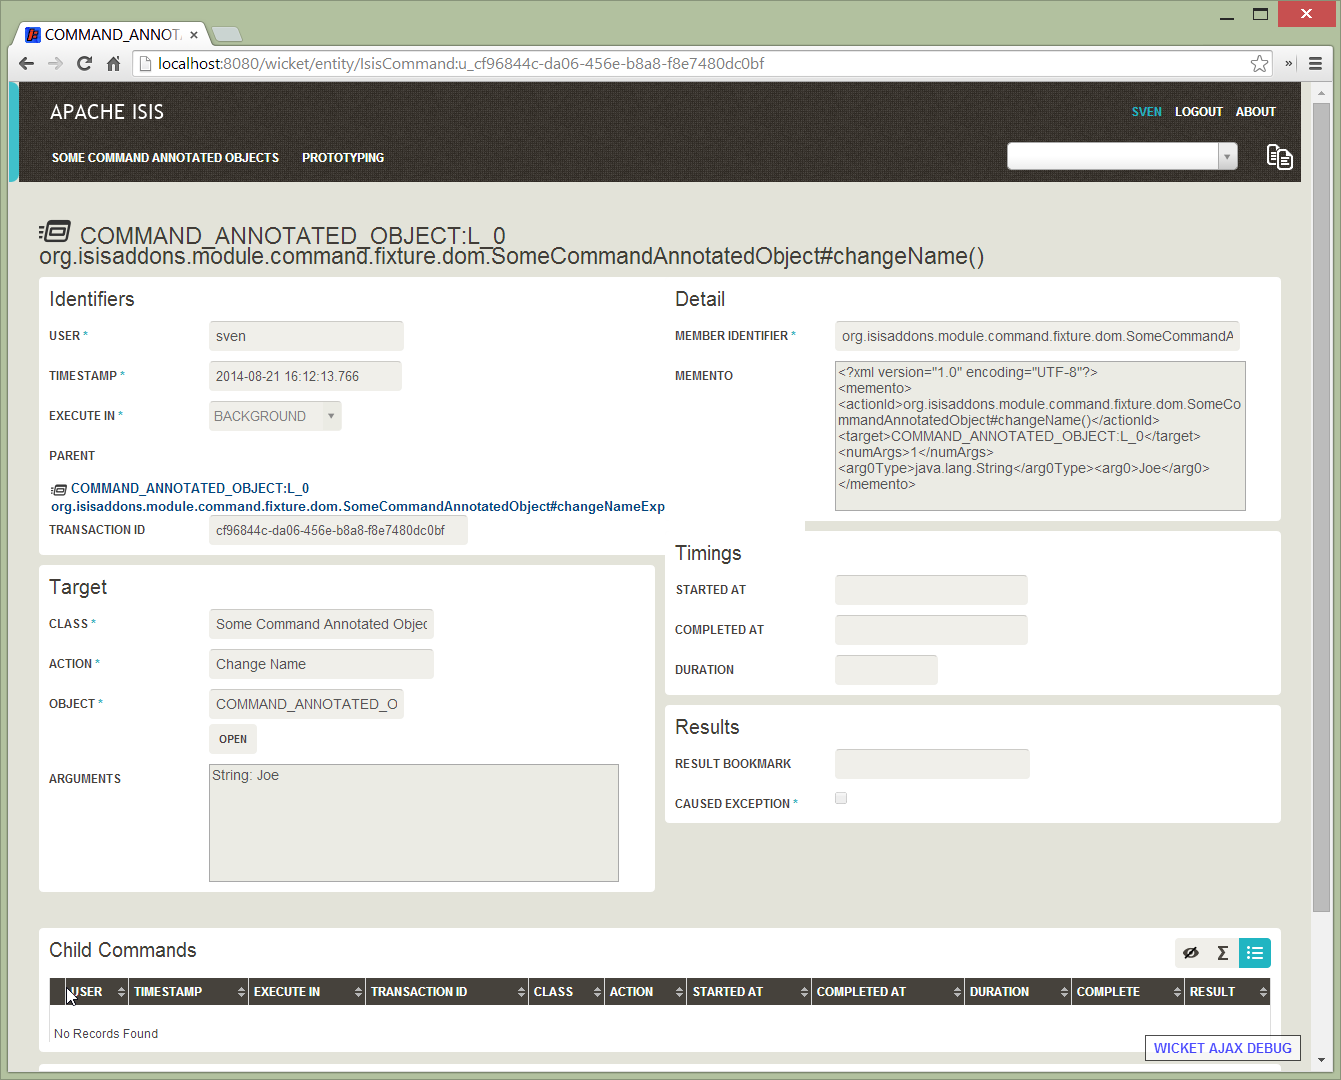 COMMAND_ANNOT
localhost:8080/wicket/entity/IsisCommand:u_cf96844c-da06-456e-b8a8-f8e7480dc0bf
»
APACHE ISIS
SVEN LOGOUT ABOUT
SOME COMMAND ANNOTATED OBJECTS PROTOTYPING
COMMAND_ANNOTATED_OBJECT:L_0
org.isisaddons.module.command.fixture.dom.SomeCommandAnnotatedObject#changeName()
Identifiers
USER * sven
TIMESTAMP * 2014-08-21 16:12:13.766
EXECUTE IN * BACKGROUND
PARENT
COMMAND_ANNOTATED_OBJECT:L_0
org.isisaddons.module.command.fixture.dom.SomeCommandAnnotatedObject#changeNameExp
TRANSACTION ID cf96844c-da06-456e-b8a8-f8e7480dc0bf
Target
CLASS * Some Command Annotated Objec
ACTION * Change Name
OBJECT * COMMAND_ANNOTATED_O
OPEN
ARGUMENTS String: Joe
Detail
MEMBER IDENTIFIER * org.isisaddons.module.command.fixture.dom.SomeCommandA
MEMENTO <?xml version="1.0" encoding="UTF-8"?>
<memento>
<actionId>org.isisaddons.module.command.fixture.dom.SomeCo
mmandAnnotatedObject#changeName()</actionId>
<target>COMMAND_ANNOTATED_OBJECT:L_0</target>
<numArgs>1</numArgs>
<arg0Type>java.lang.String</arg0Type><arg0>Joe</arg0>
</memento>
Timings
STARTED AT
COMPLETED AT
DURATION
Results
RESULT BOOKMARK
CAUSED EXCEPTION *
Child Commands
Σ
USER TIMESTAMP EXECUTE IN TRANSACTION ID CLASS ACTION STARTED AT COMPLETED AT DURATION COMPLETE RESULT
No Records Found
WICKET AJAX DEBUG